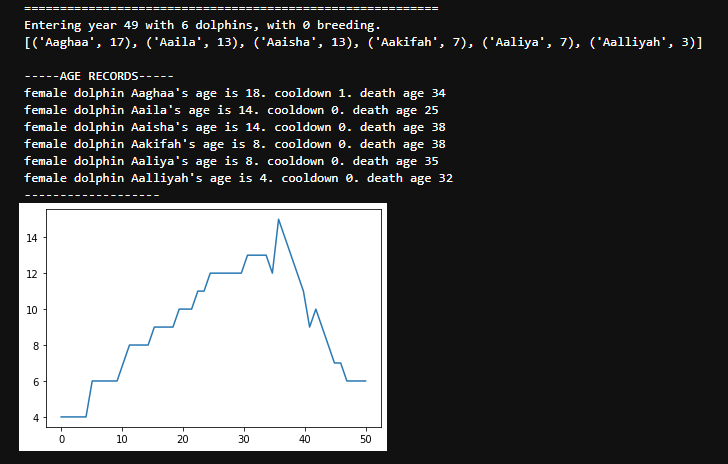 ============================================================
Entering year 49 with 6 dolphins, with 0 breeding.
[('Aaghaa', 17), ('Aaila', 13), ('Aaisha', 13), ('Aakifah', 7), ('Aaliya', 7), ('Aalliyah', 3)]
-----AGE RECORDS-----
female dolphin Aaghaa's age is 18. cooldown 1. death age 34
female dolphin Aaila's age is 14. cooldown 0. death age 25
female dolphin Aaisha's age is 14. cooldown 0. death age 38
female dolphin Aakifah's age is 8. cooldown 0. death age 38
female dolphin Aaliya's age is 8. cooldown 0. death age 35
female dolphin Aalliyah's age is 4. cooldown 0. death age 32
-------------------
14
12
10
8
6
4
0 10 20 30 40 50